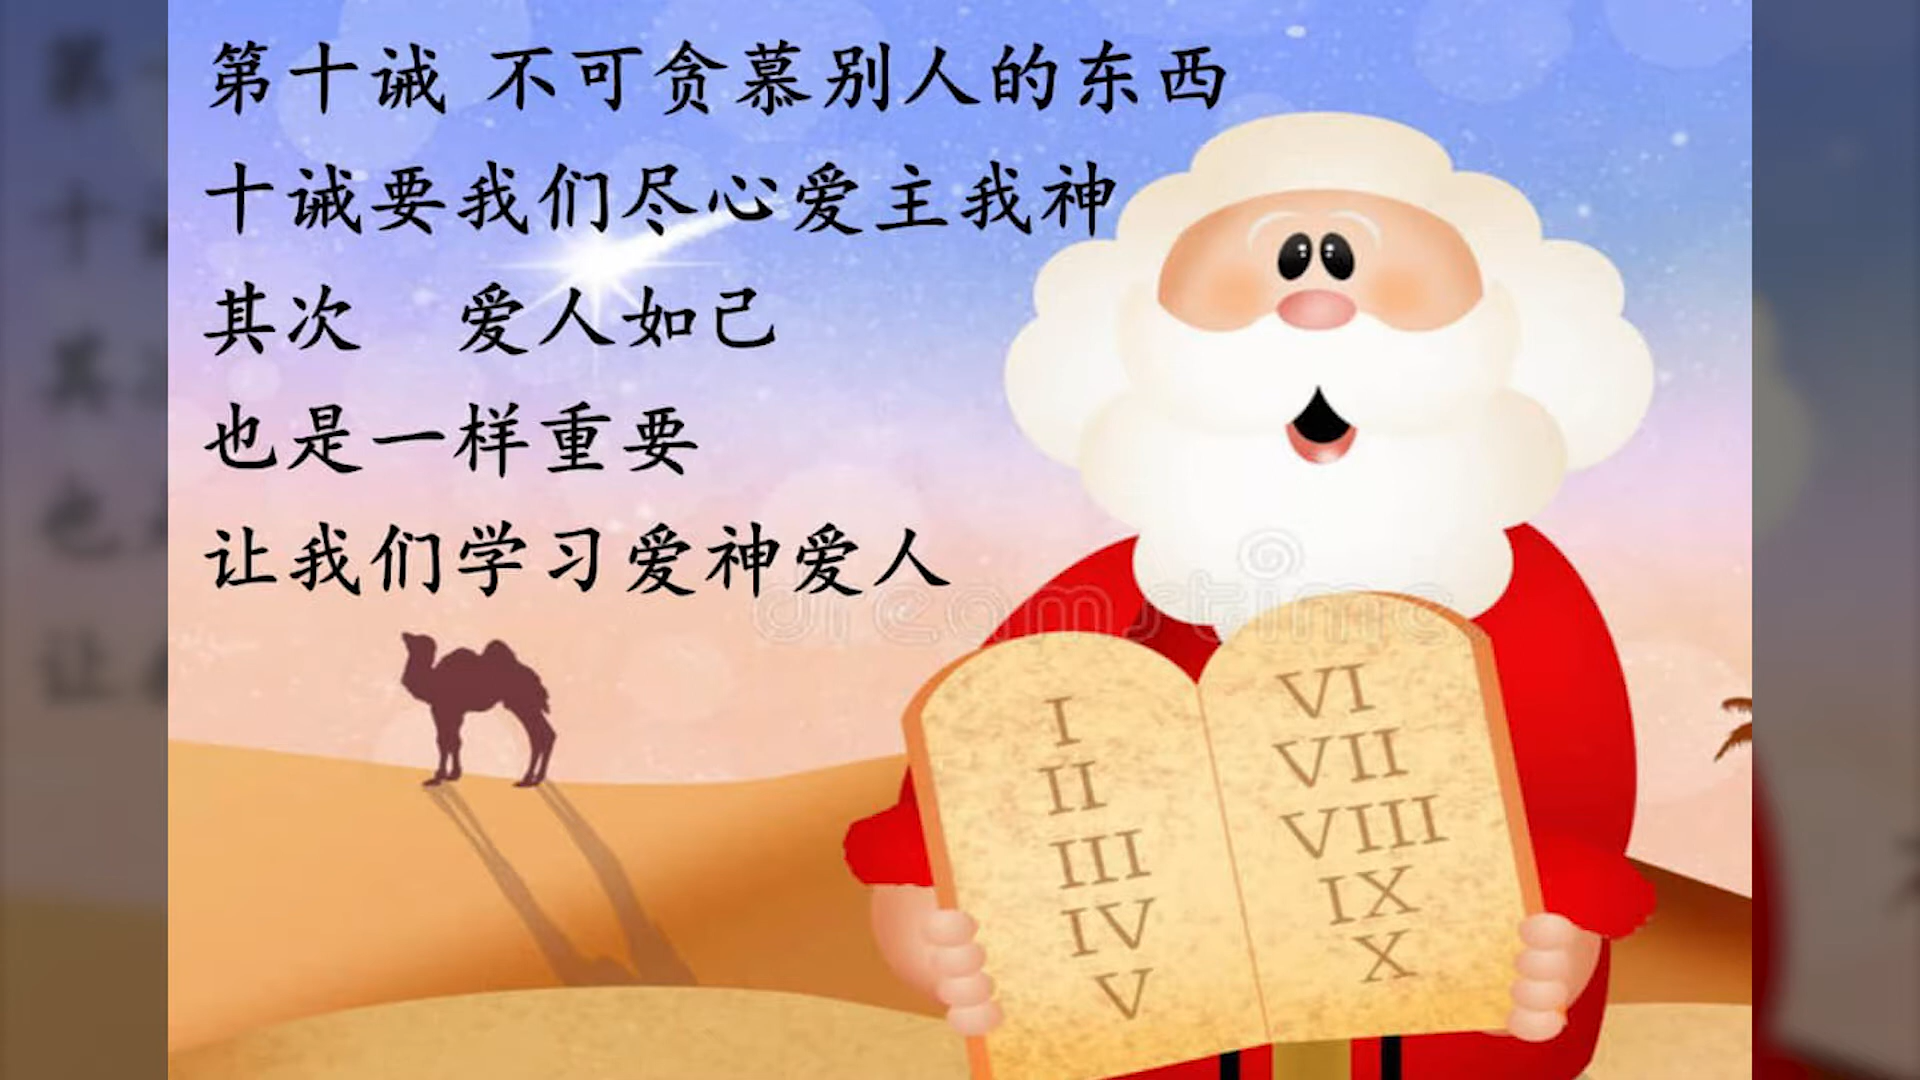 第十诫 不可贪慕别人的东西
十诫要我们尽心爱主我神
其次 爱人如己
也是一样重要
让我们学习爱神爱人
dreamstime
I
II
III
IV
V
VI
VII
VIII
IX
X